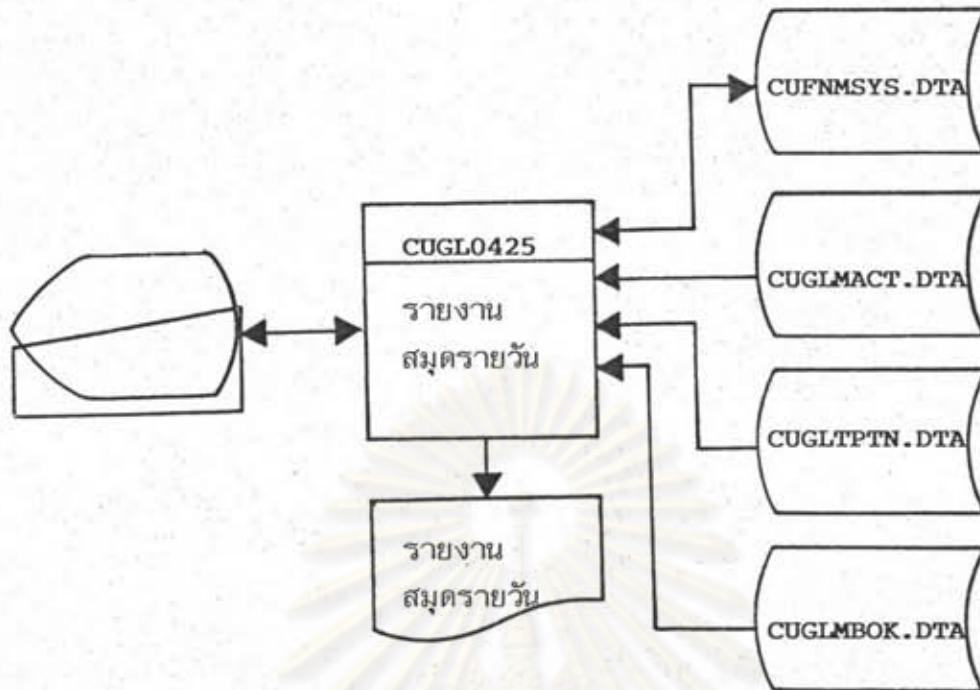 CUFNMSYS.DTA
CUGL0425
รายงาน
สมุดรายวัน
CUGLMACT.DTA
CUGLTPTN.DTA
รายงาน
สมุดรายวัน
CUGLMBOK.DTA